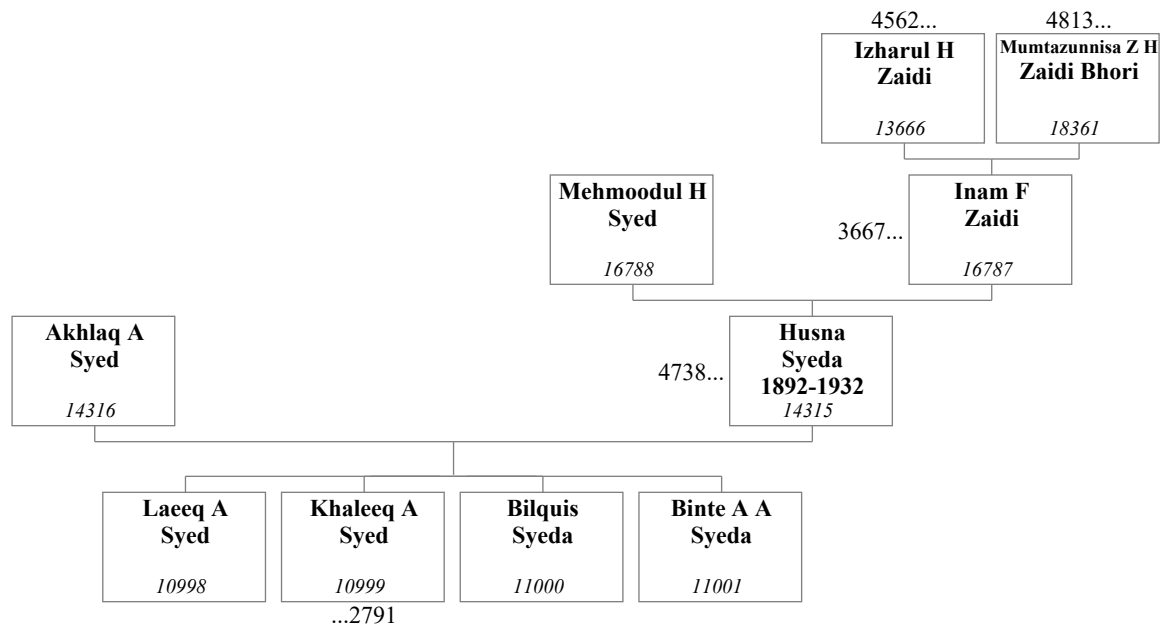 4562...
4813...
Izharul H
Zaidi
13666
Mumtazunnisa Z H
Zaidi Bhori
18361
Mehmoodul H
Syed
16788
3667...
Inam F
Zaidi
16787
Akhlaq A
Syed
14316
4738...
Husna
Syeda
1892-1932
14315
Laeeq A
Syed
10998
Khaleeq A
Syed
10999
...2791
Bilquis
Syeda
11000
Binte A A
Syeda
11001